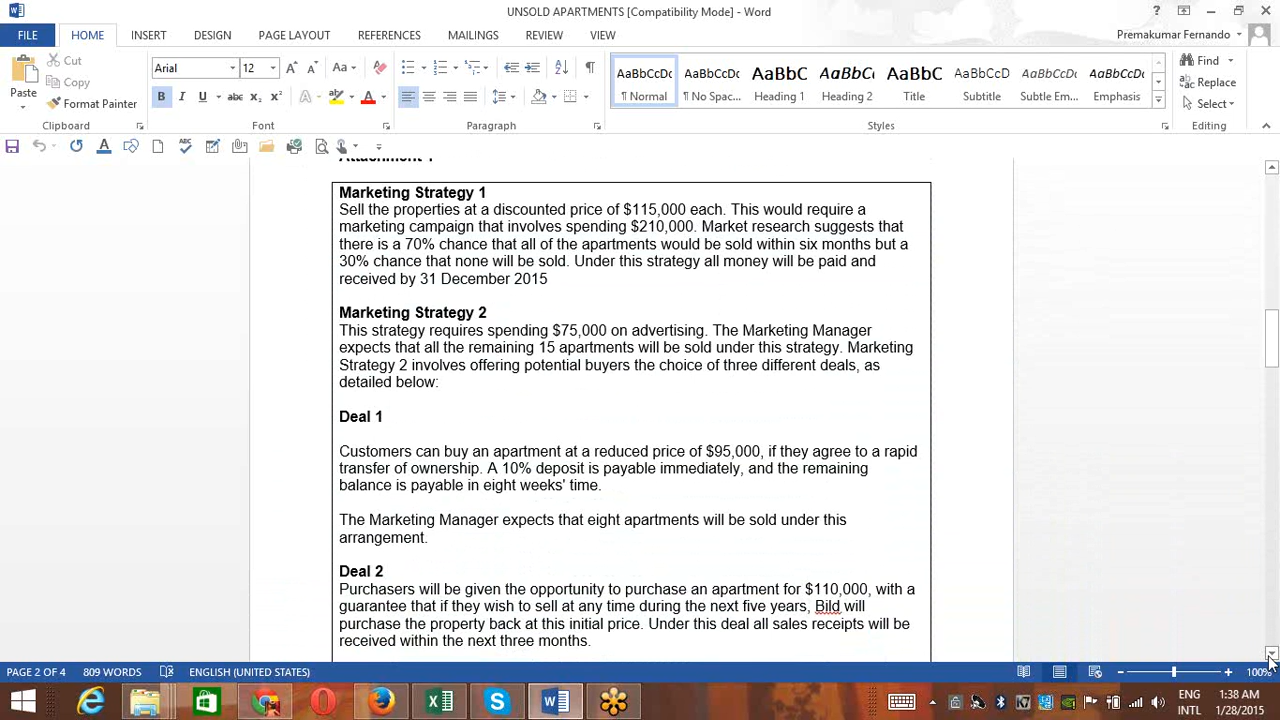 UNSOLD APARTMENTS [Compatibility Mode] - Word
FILE HOME INSERT DESIGN PAGE LAYOUT REFERENCES MAILINGS REVIEW VIEW Premakumar Fernando
Paste
Cut
Copy
Format Painter
Clipboard
Arial 12
Font
Paragraph
AaBbCcDc AaBbCcDc AaBbC AaBbCc AaBbC AaBbCcD AaBbCcDc AaBbCcDc
¶ Normal ¶ No Spac... Heading 1 Heading 2 Title Subtitle Subtle Em... Emphasis
Styles
Find
Replace
Select
Editing
Attachment 1
Marketing Strategy 1
Sell the properties at a discounted price of $115,000 each. This would require a
marketing campaign that involves spending $210,000. Market research suggests that
there is a 70% chance that all of the apartments would be sold within six months but a
30% chance that none will be sold. Under this strategy all money will be paid and
received by 31 December 2015
Marketing Strategy 2
This strategy requires spending $75,000 on advertising. The Marketing Manager
expects that all the remaining 15 apartments will be sold under this strategy. Marketing
Strategy 2 involves offering potential buyers the choice of three different deals, as
detailed below:
Deal 1
Customers can buy an apartment at a reduced price of $95,000, if they agree to a rapid
transfer of ownership. A 10% deposit is payable immediately, and the remaining
balance is payable in eight weeks' time.
The Marketing Manager expects that eight apartments will be sold under this
arrangement.
Deal 2
Purchasers will be given the opportunity to purchase an apartment for $110,000, with a
guarantee that if they wish to sell at any time during the next five years, Bild will
purchase the property back at this initial price. Under this deal all sales receipts will be
received within the next three months.
PAGE 2 OF 4 809 WORDS ENGLISH (UNITED STATES) 100%
ENG 1:38 AM
INTL 1/28/2015